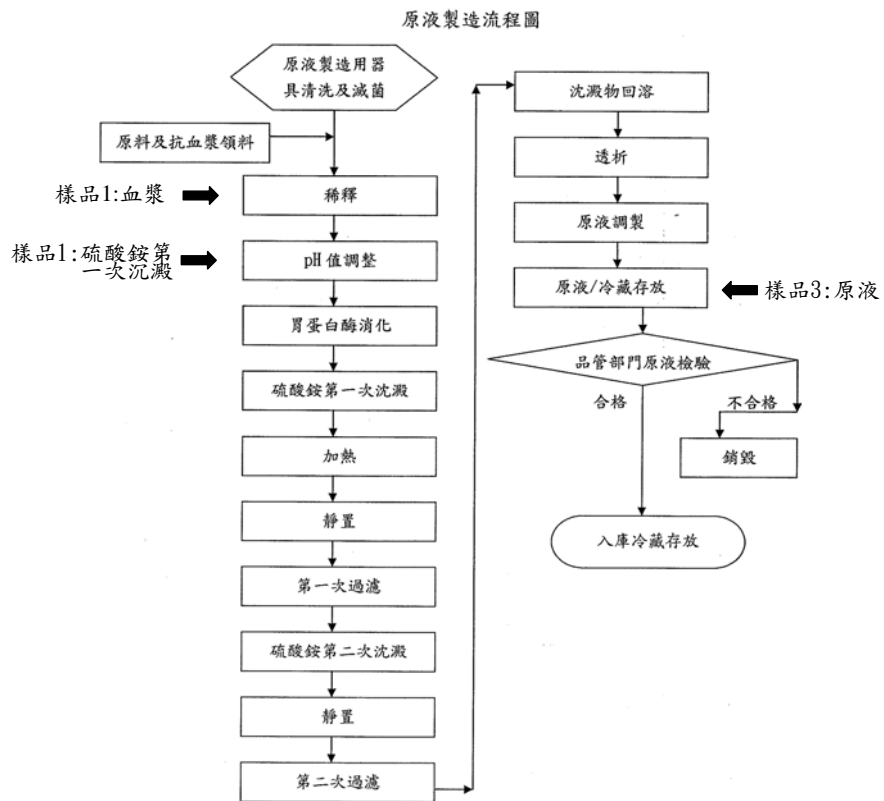 原液製造流程圖
原液製造用器
具清洗及滅菌
原料及抗血漿領料
樣品1:血漿
稀釋
樣品1:硫酸銨第
一次沉澱
pH 值調整
胃蛋白酶消化
硫酸銨第一次沈澱
加熱
靜置
第一次過濾
硫酸銨第二次沈澱
靜置
第二次過濾
沈澱物回溶
透析
原液調製
原液/冷藏存放
樣品3:原液
品管部門原液檢驗
合格
不合格
銷毀
入庫冷藏存放